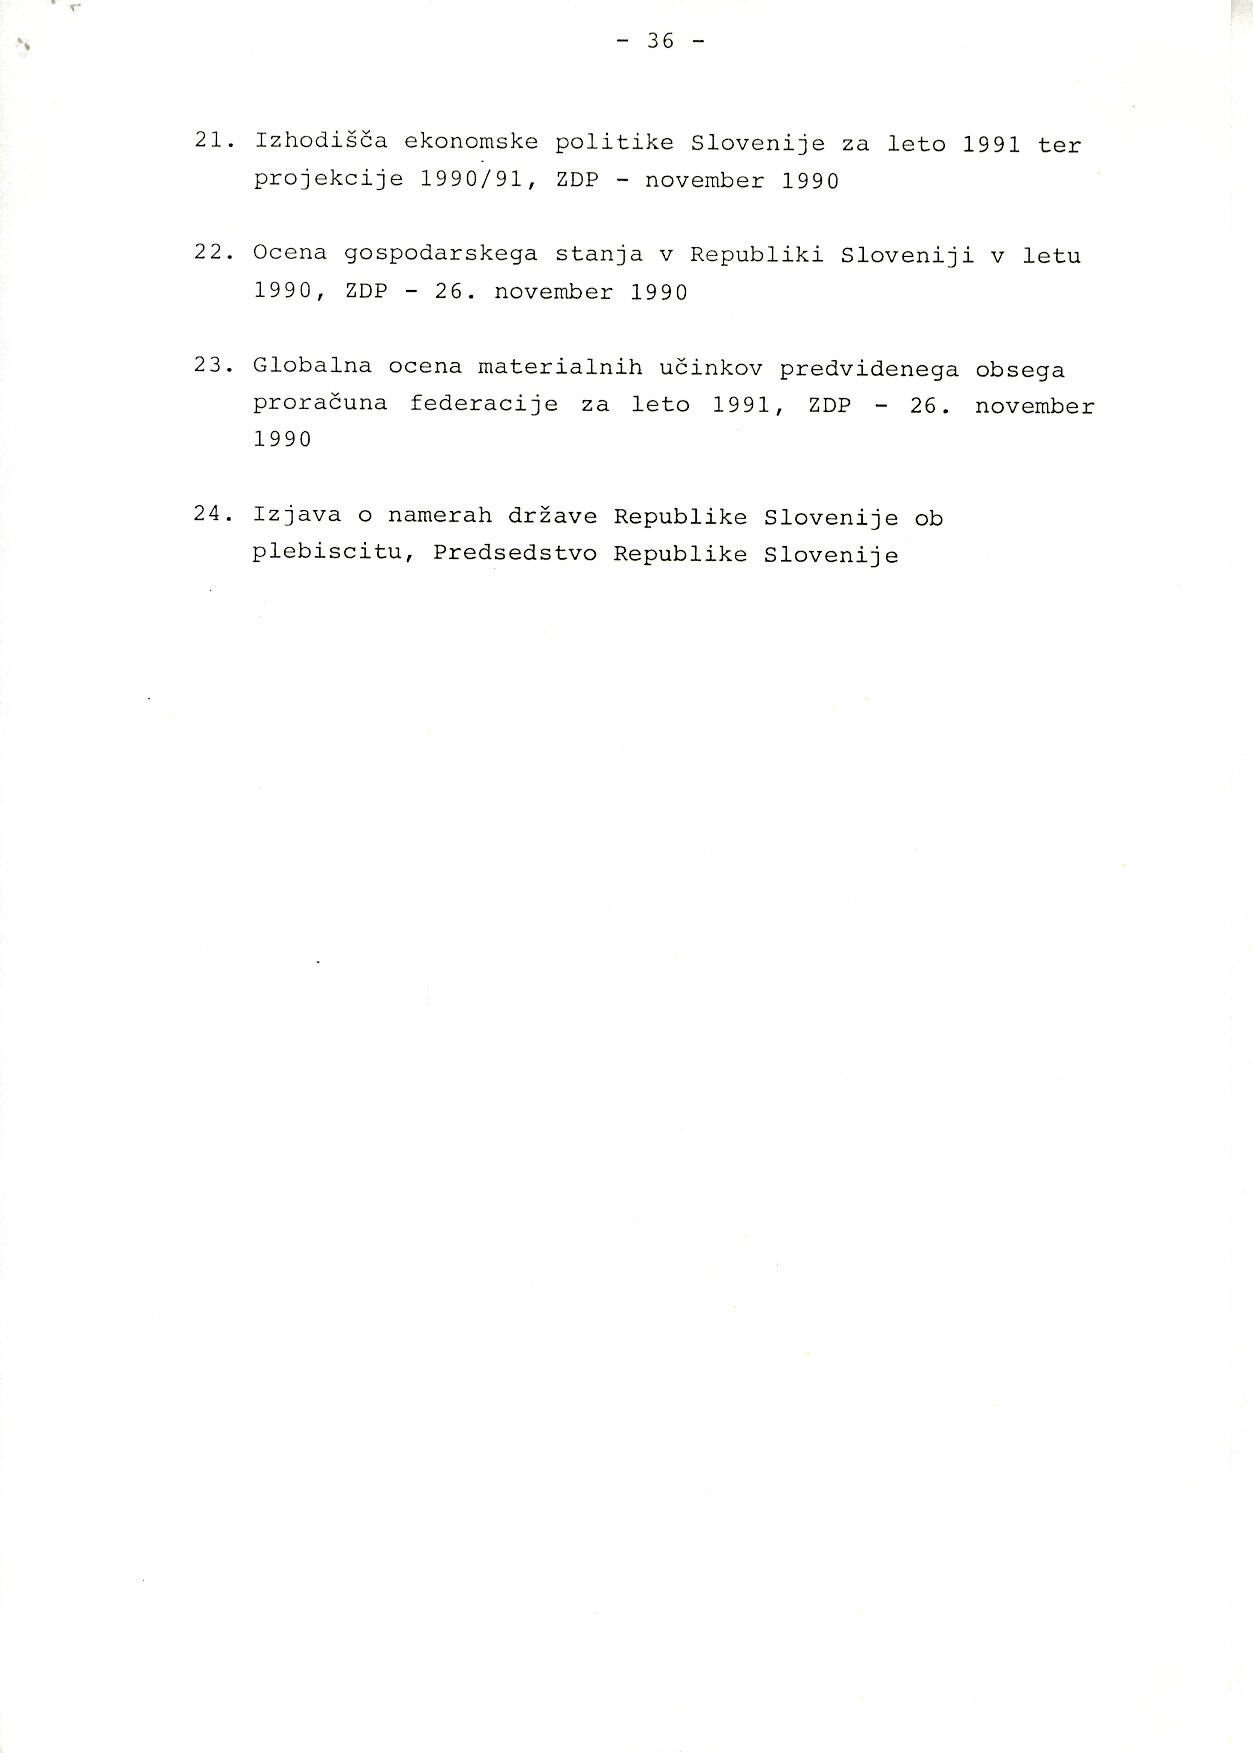 - 36 -
21. Izhodišča ekonomske politike Slovenije za leto 1991 ter
projekcije 1990/91, ZDP - november 1990
22. Ocena gospodarskega stanja v Republiki Sloveniji v letu
1990, ZDP - 26. november 1990
23. Globalna ocena materialnih učinkov predvidenega obsega
proračuna federacije za leto 1991, ZDP - 26. november
1990
24. Izjava o namerah države Republike Slovenije ob
plebiscitu, Predsedstvo Republike Slovenije